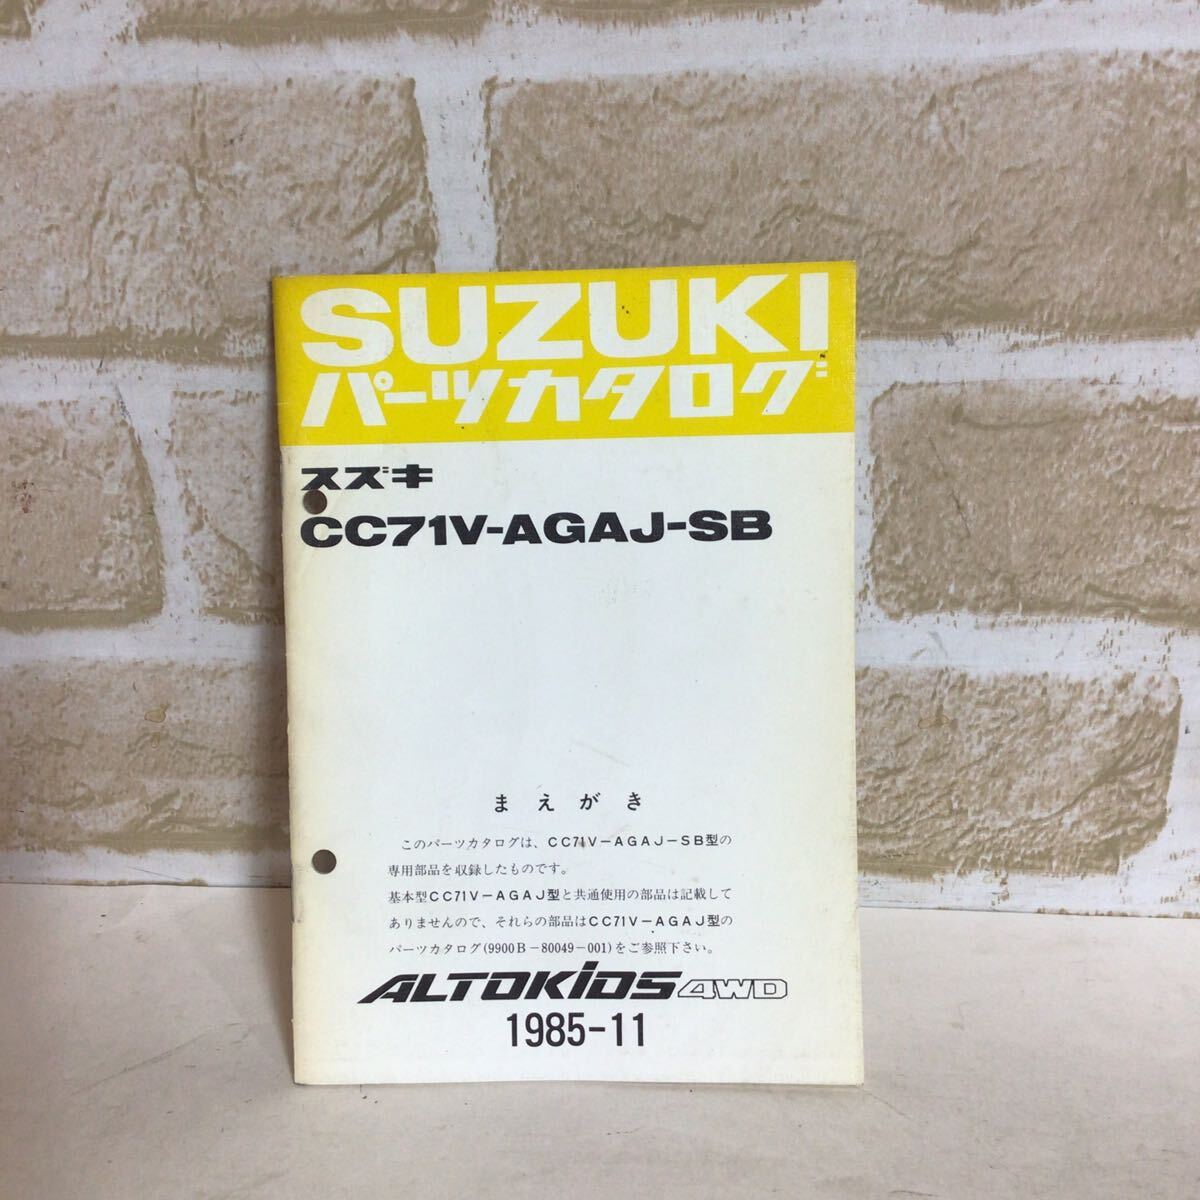 SUZUKI
パーツカタログ
スズキ
CC71V-AGAJ-SB
まえがき
このパーツカタログは、CC71V-AGAJ-SB型の
専用部品を収録したものです。
基本型CC71V-AGAJ型と共通使用の部品は記載して
ありませんので、それらの部品はCC71V-AGAJ型の
パーツカタログ(9900B-80049-001)をご参照下さい。
ALTOKiDS 4WD
1985-11